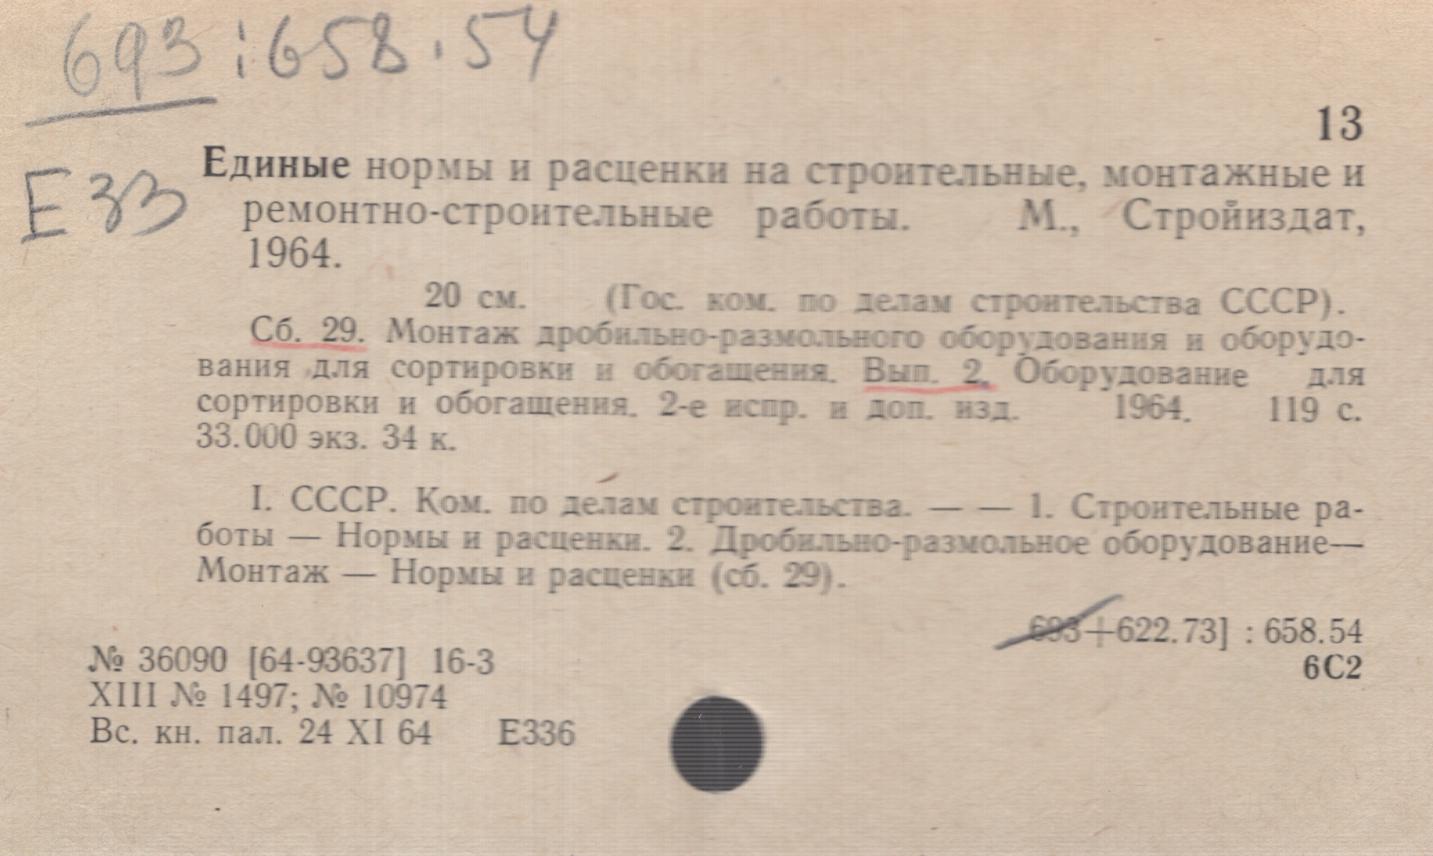 693:658.54
13
Е33
Единые нормы и расценки на строительные, монтажные и
ремонтно-строительные работы. М., Стройиздат,
1964.
20 см. (Гос. ком. по делам строительства СССР).
Сб. 29. Монтаж дробильно-размольного оборудования и оборудо-
вания для сортировки и обогащения. Вып. 2. Оборудование для
сортировки и обогащения. 2-е испр. и доп. изд. 1964. 119 с.
33.000 экз. 34 к.
I. СССР. Ком. по делам строительства. — — 1. Строительные ра-
боты — Нормы и расценки. 2. Дробильно-размольное оборудование—
Монтаж — Нормы и расценки (сб. 29).
693+622.73] : 658.54
6С2
№ 36090 [64-93637] 16-3
XIII № 1497; № 10974
Вс. кн. пал. 24 XI 64 Е336